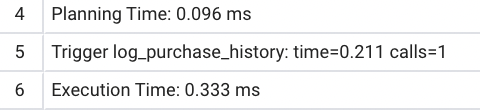 4 Planning Time: 0.096 ms
5 Trigger log_purchase_history: time=0.211 calls=1
6 Execution Time: 0.333 ms